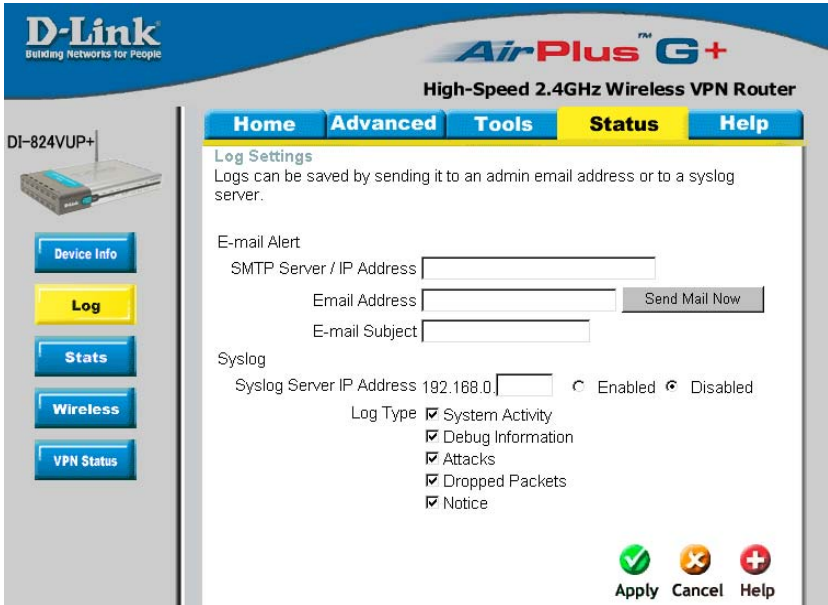 D-Link
Building Networks for People
AirPlus™ G+
High-Speed 2.4GHz Wireless VPN Router
DI-824VUP+
Home Advanced Tools Status Help
Device Info
Log
Stats
Wireless
VPN Status
Log Settings
Logs can be saved by sending it to an admin email address or to a syslog
server.
E-mail Alert
SMTP Server / IP Address
Email Address Send Mail Now
E-mail Subject
Syslog
Syslog Server IP Address 192.168.0. Enabled Disabled
Log Type System Activity
Debug Information
Attacks
Dropped Packets
Notice
Apply Cancel Help